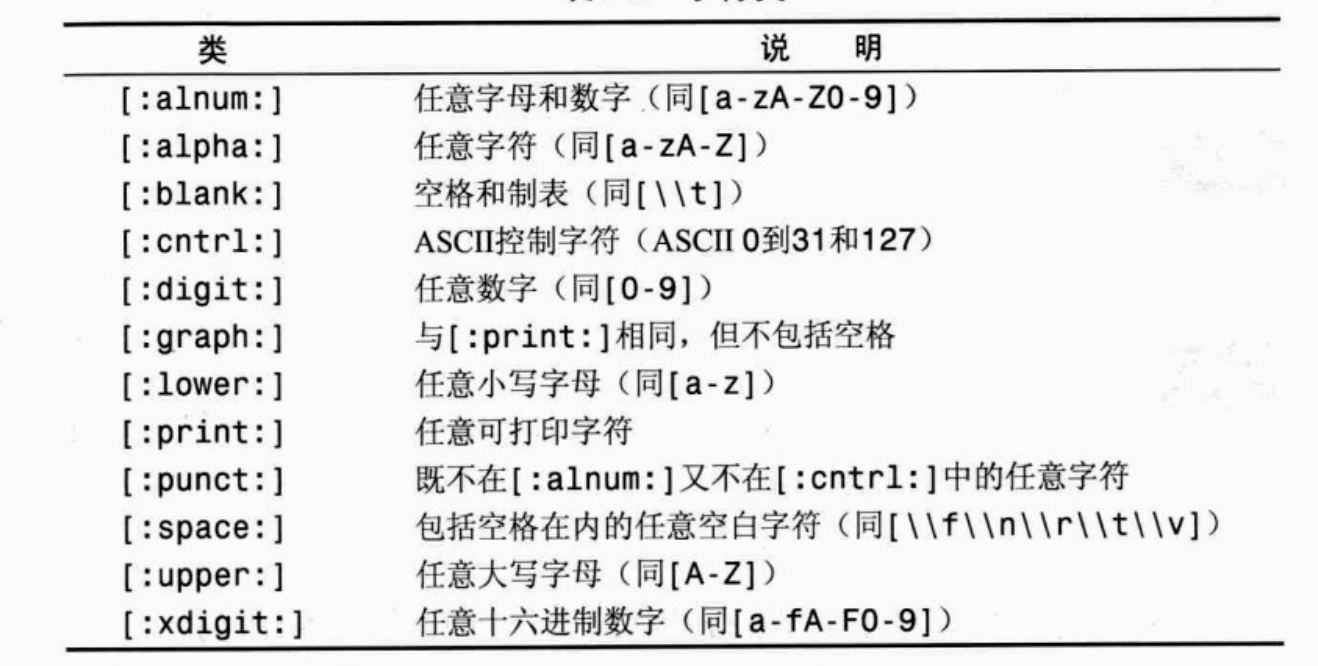 类 说 明
[:alnum:] 任意字母和数字（同[a-zA-Z0-9]）
[:alpha:] 任意字符（同[a-zA-Z]）
[:blank:] 空格和制表（同[\\t]）
[:cntrl:] ASCII控制字符（ASCII 0到31和127）
[:digit:] 任意数字（同[0-9]）
[:graph:] 与[:print:]相同，但不包括空格
[:lower:] 任意小写字母（同[a-z]）
[:print:] 任意可打印字符
[:punct:] 既不在[:alnum:]又不在[:cntrl:]中的任意字符
[:space:] 包括空格在内的任意空白字符（同[\\f\\n\\r\\t\\v]）
[:upper:] 任意大写字母（同[A-Z]）
[:xdigit:] 任意十六进制数字（同[a-fA-F0-9]）